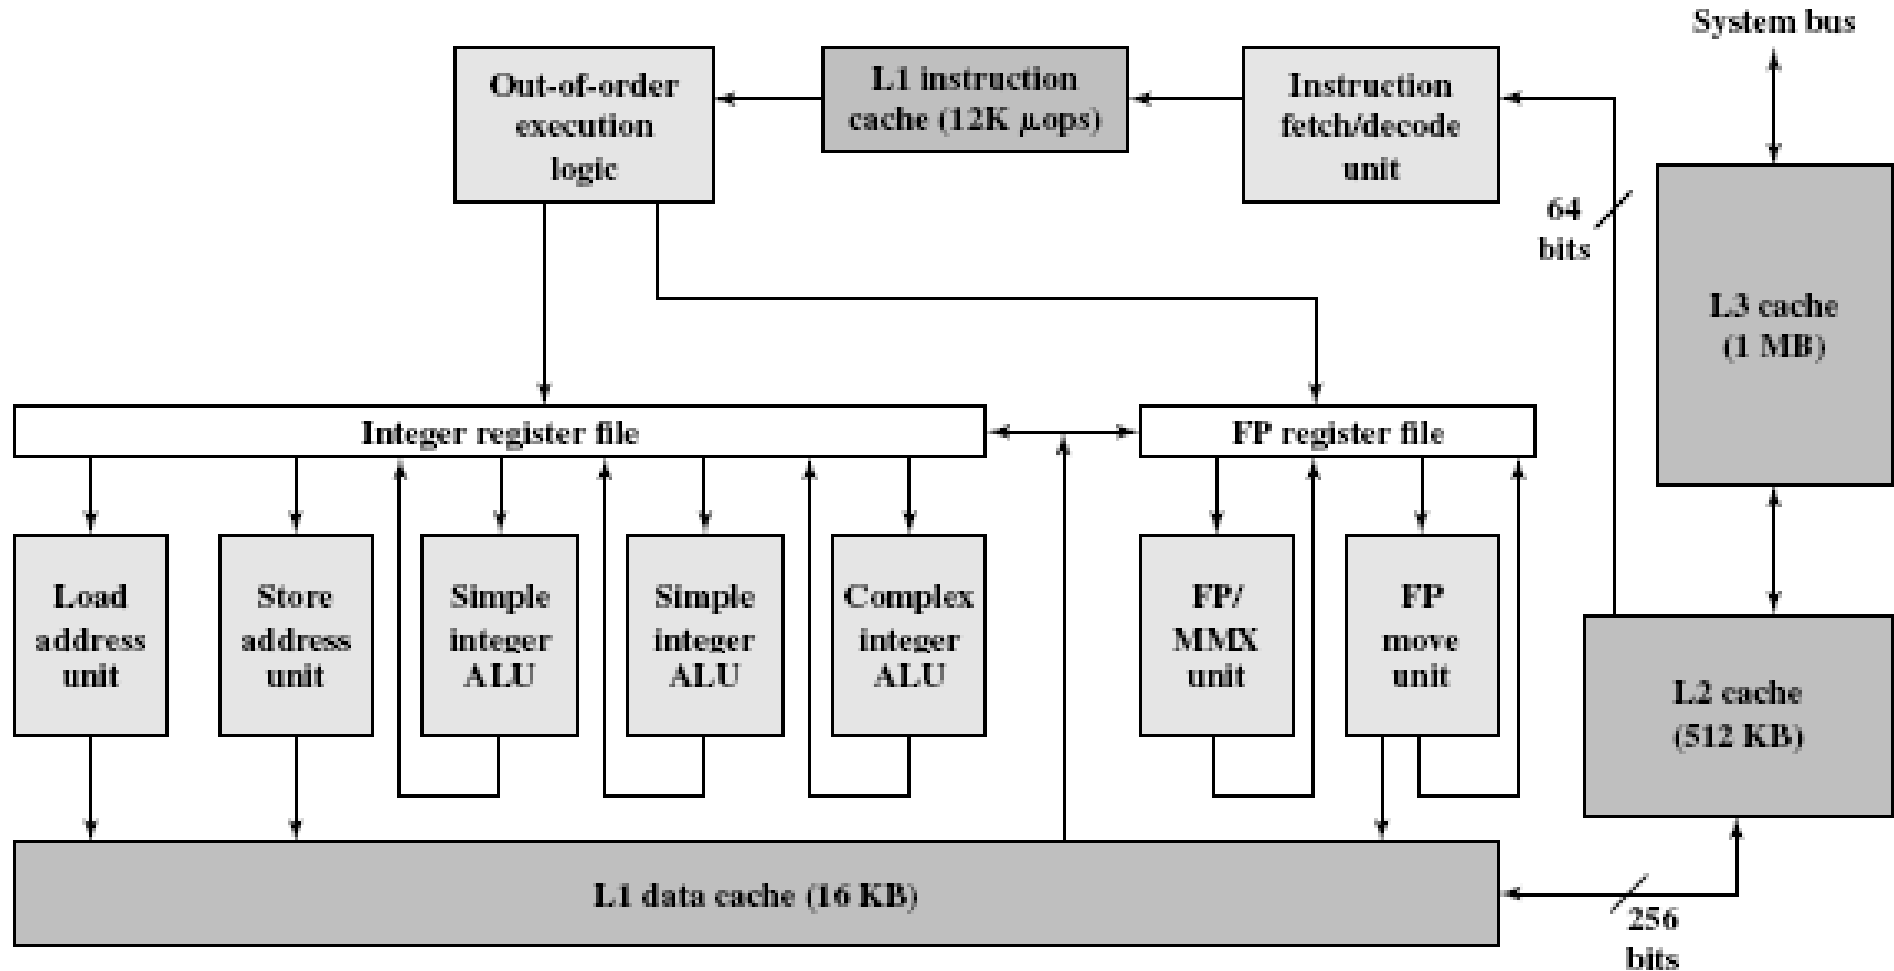 System bus
Out-of-order
execution
logic
L1 instruction
cache (12K μops)
Instruction
fetch/decode
unit
64
bits
L3 cache
(1 MB)
Integer register file
FP register file
Load
address
unit
Store
address
unit
Simple
integer
ALU
Simple
integer
ALU
Complex
integer
ALU
FP/
MMX
unit
FP
move
unit
L2 cache
(512 KB)
L1 data cache (16 KB)
256
bits